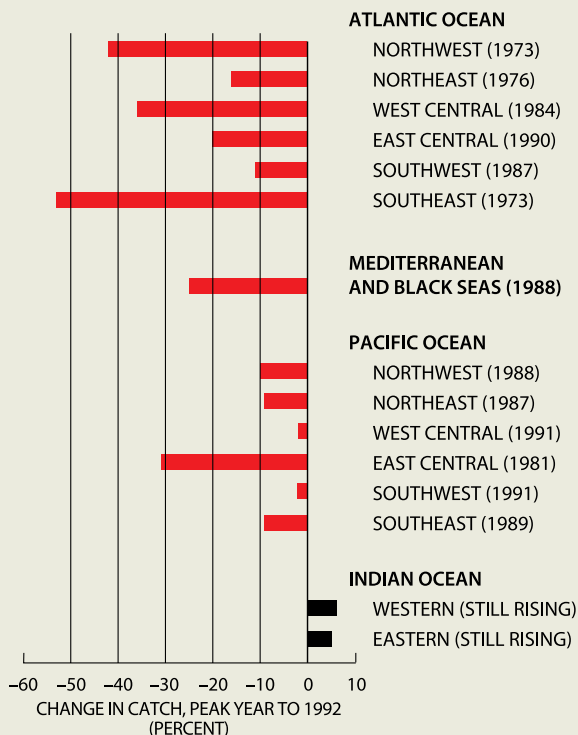 ATLANTIC OCEAN
NORTHWEST (1973)
NORTHEAST (1976)
WEST CENTRAL (1984)
EAST CENTRAL (1990)
SOUTHWEST (1987)
SOUTHEAST (1973)
MEDITERRANEAN
AND BLACK SEAS (1988)
PACIFIC OCEAN
NORTHWEST (1988)
NORTHEAST (1987)
WEST CENTRAL (1991)
EAST CENTRAL (1981)
SOUTHWEST (1991)
SOUTHEAST (1989)
INDIAN OCEAN
WESTERN (STILL RISING)
EASTERN (STILL RISING)
–60 –50 –40 –30 –20 –10 0 10
CHANGE IN CATCH, PEAK YEAR TO 1992
(PERCENT)